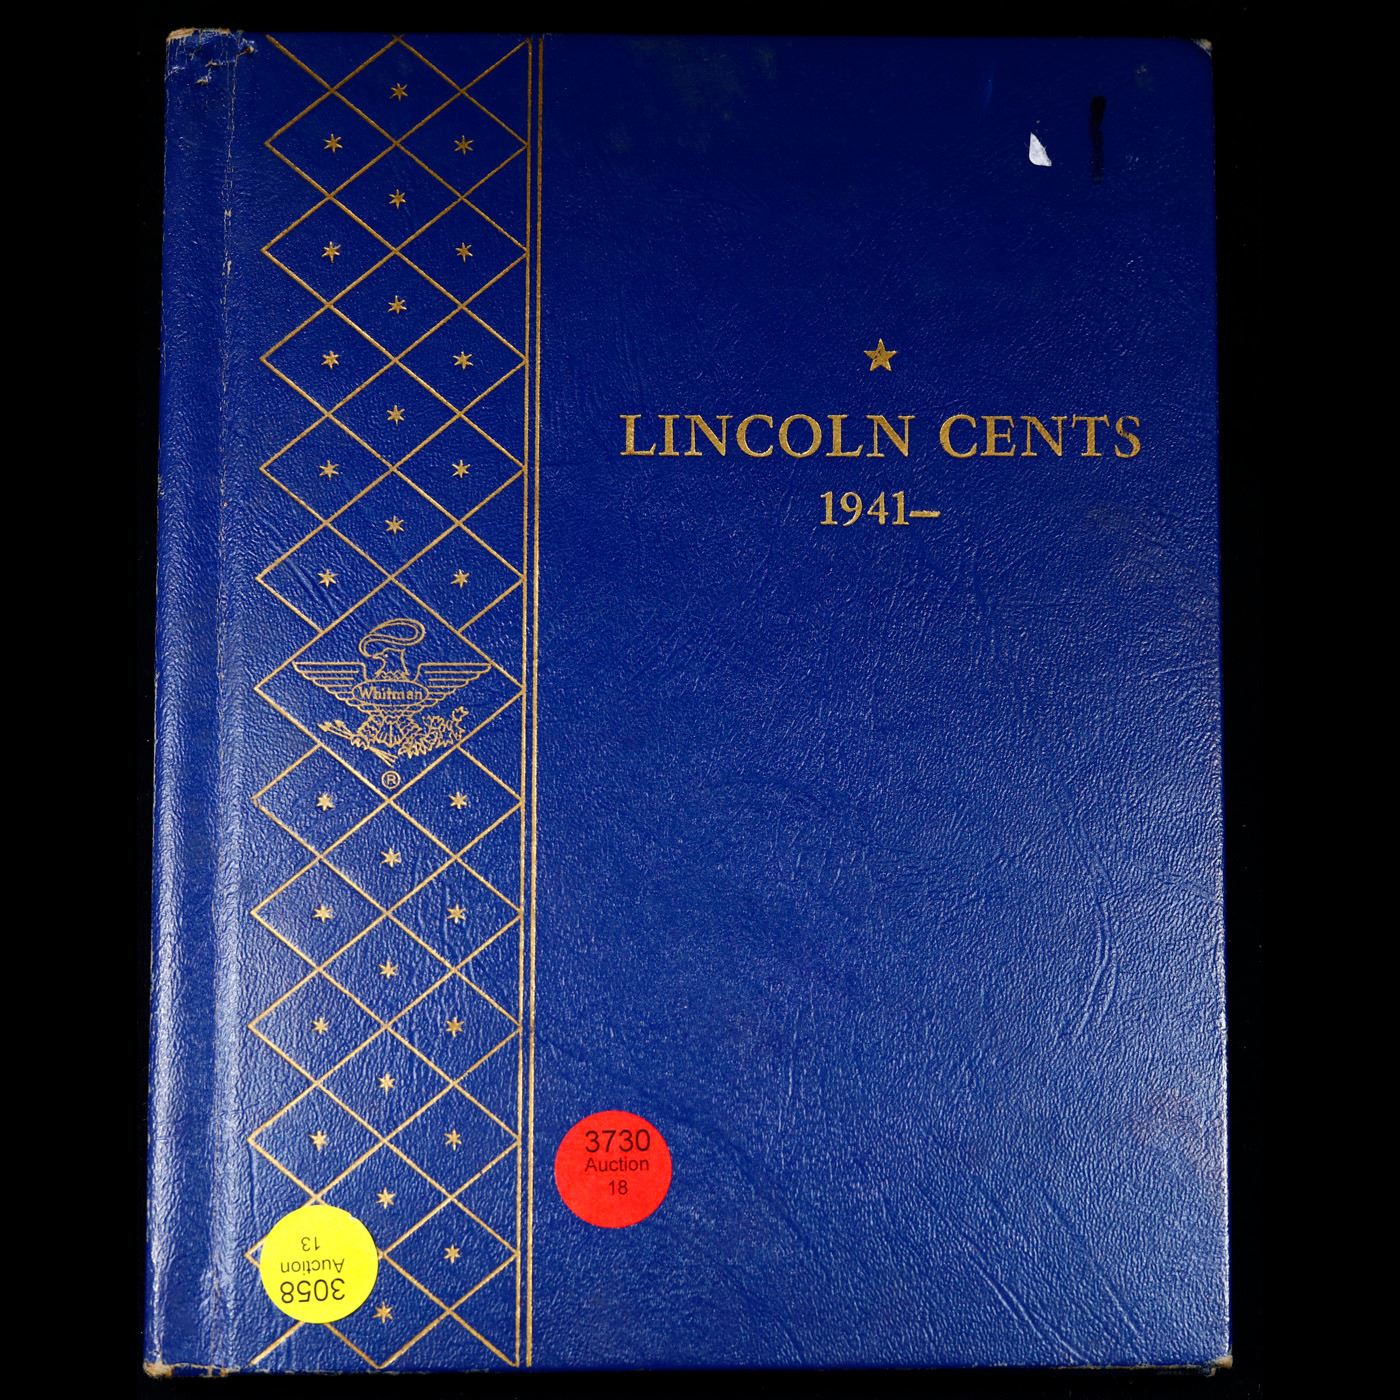 LINCOLN CENTS
1941–
Whitman
®
3730
Auction
18
3058
Auction
13